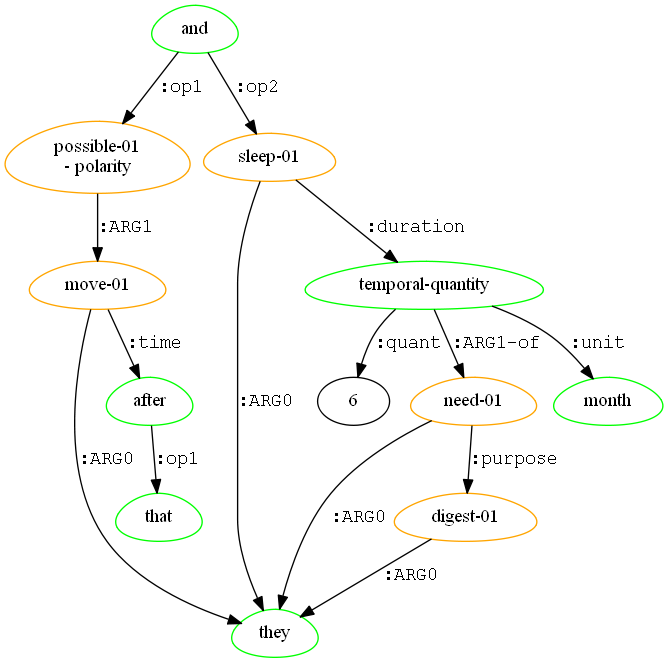 and
:op1
:op2
possible-01
- polarity
sleep-01
:ARG1
:duration
move-01
temporal-quantity
:time
:quant
:ARG1-of
:unit
after
:ARG0
6
need-01
month
:ARG0
:op1
:purpose
that
:ARG0
digest-01
:ARG0
they